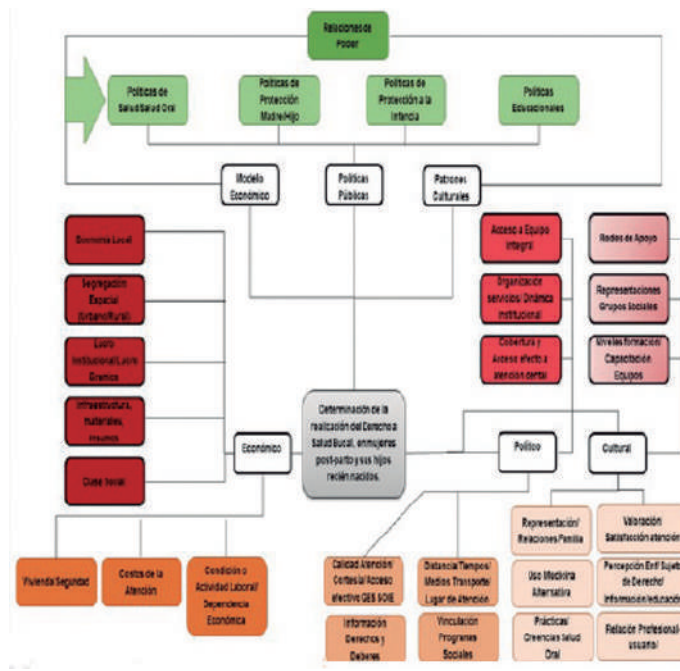 Relaciones de
Poder
Políticas de
Salud/Salud Oral
Políticas de
Protección
Madre/Hijo
Políticas de
Protección a la
Infancia
Políticas
Educacionales
Modelo
Económico
Políticas
Públicas
Patrones
Culturales
Economía Local
Segregación
Espacial
(Urbano/Rural)
Lucro
Institucional/Lucro
Gremios
Infraestructura,
materiales,
insumos
Clase Social
Acceso a Equipo
Integral
Organización
servicios/ Dinámica
Institucional
Cobertura y
Acceso efecto a
atención dental
Redes de Apoyo
Representaciones
Grupos Sociales
Niveles formación/
Capacitación
Equipos
Determinación de la
realización del Derecho a
Salud Bucal, en mujeres
post-parto y sus hijos
recién nacidos.
Económico
Político
Cultural
Vivienda Seguridad
Costos de la
Atención
Condición o
Actividad Laboral/
Dependencia
Económica
Calidad Atención/
Cortesía/ Acceso
efectivo GES SOIE
Distancia/Tiempos/
Medios Transporte/
Lugar de Atención
Información
Derechos y
Deberes
Vinculación
Programas
Sociales
Representación/
Relaciones Familia
Valoración/
Satisfacción atención
Uso Medicina
Alternativa
Percepción Enf/ Sujeto
de Derecho/
Información/educación
Prácticas/
Creencias Salud
Oral
Relación Profesional-
usuario/